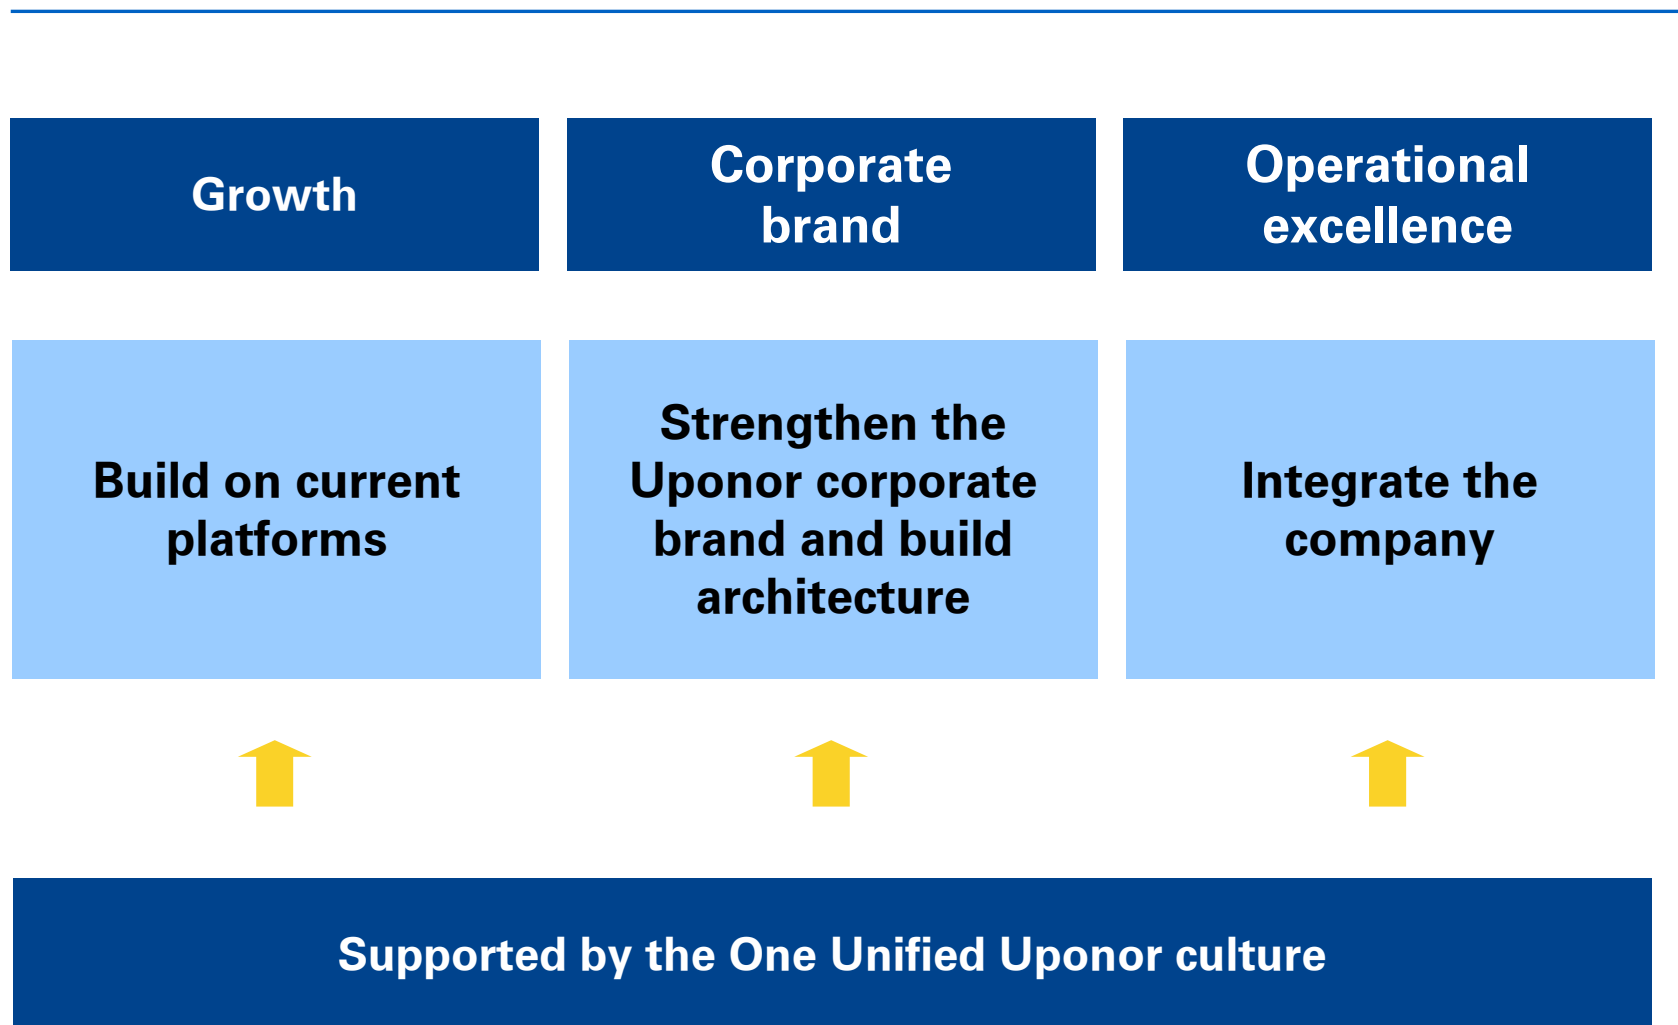 Growth
Corporate
brand
Operational
excellence
Build on current
platforms
Strengthen the
Uponor corporate
brand and build
architecture
Integrate the
company
Supported by the One Unified Uponor culture